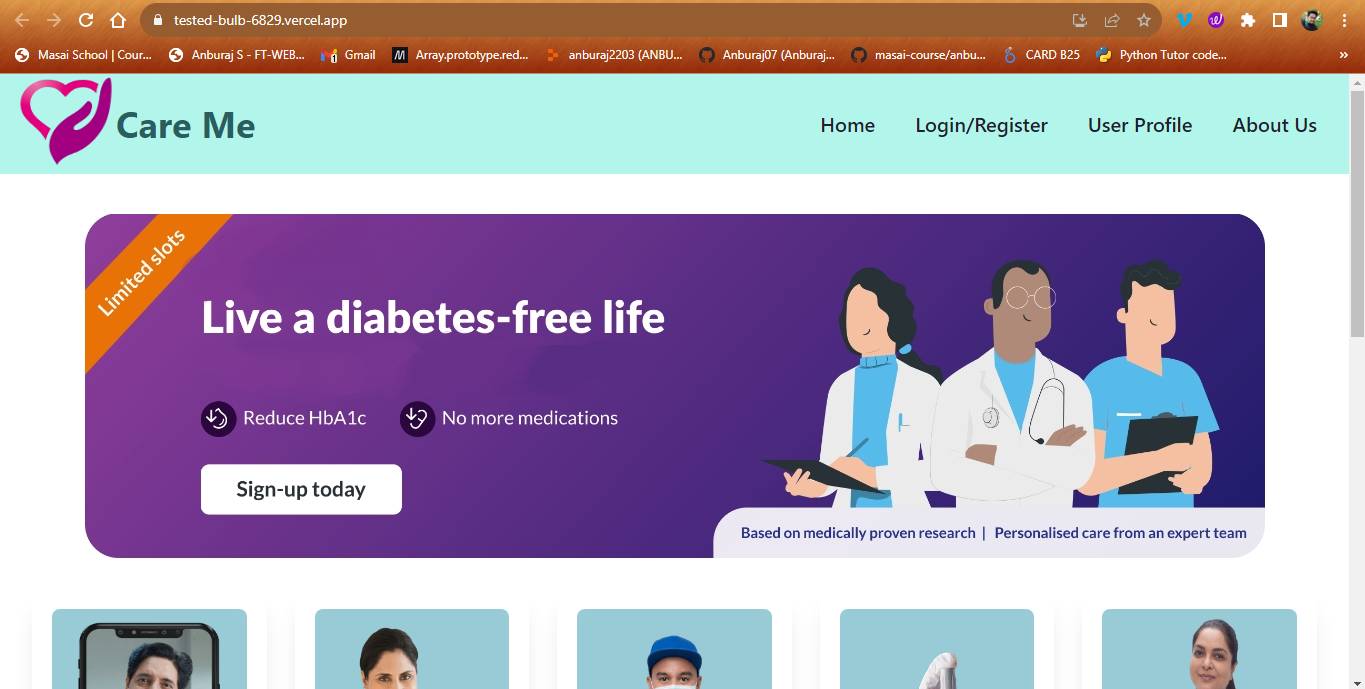 tested-bulb-6829.vercel.app
Masai School | Cour... Anburaj S - FT-WEB... Gmail Array.prototype.red... anburaj2203 (ANBU... Anburaj07 (Anburaj... masai-course/anbu... CARD B25 Python Tutor code... »
Care Me Home Login/Register User Profile About Us
Limited slots
Live a diabetes-free life
Reduce HbA1c No more medications
Sign-up today
Based on medically proven research | Personalised care from an expert team